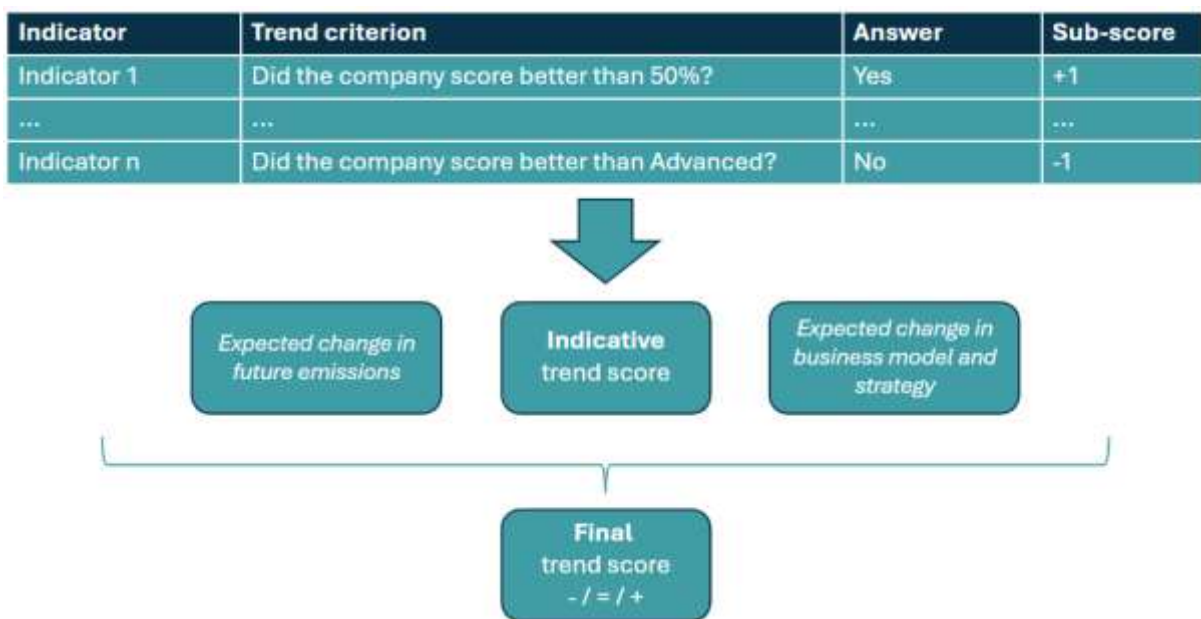 Indicator Trend criterion Answer Sub-score
Indicator 1 Did the company score better than 50%? Yes +1
... ... ... ...
Indicator n Did the company score better than Advanced? No -1
Expected change in
future emissions
Indicative
trend score
Expected change in
business model and
strategy
Final
trend score
- / = / +